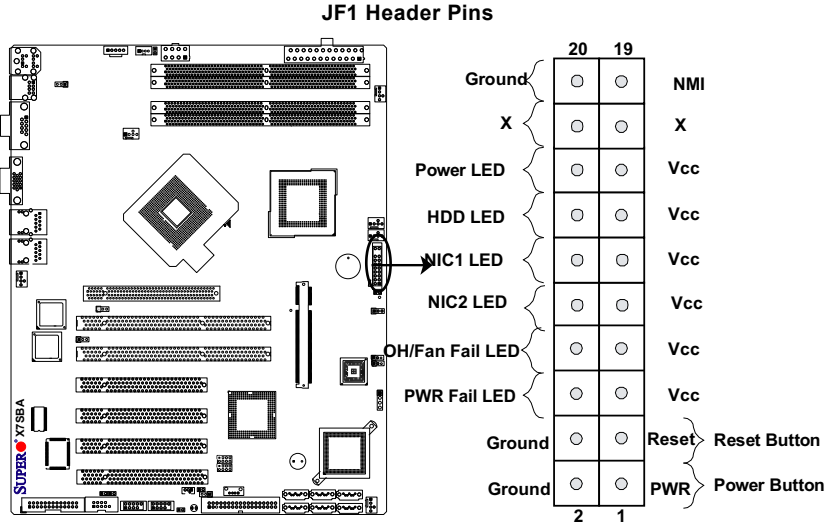 JF1 Header Pins
20 19
Ground NMI
X X
Power LED Vcc
HDD LED Vcc
NIC1 LED Vcc
NIC2 LED Vcc
OH/Fan Fail LED Vcc
PWR Fail LED Vcc
Ground Reset Reset Button
Ground PWR Power Button
2 1
SUPER X7SBA